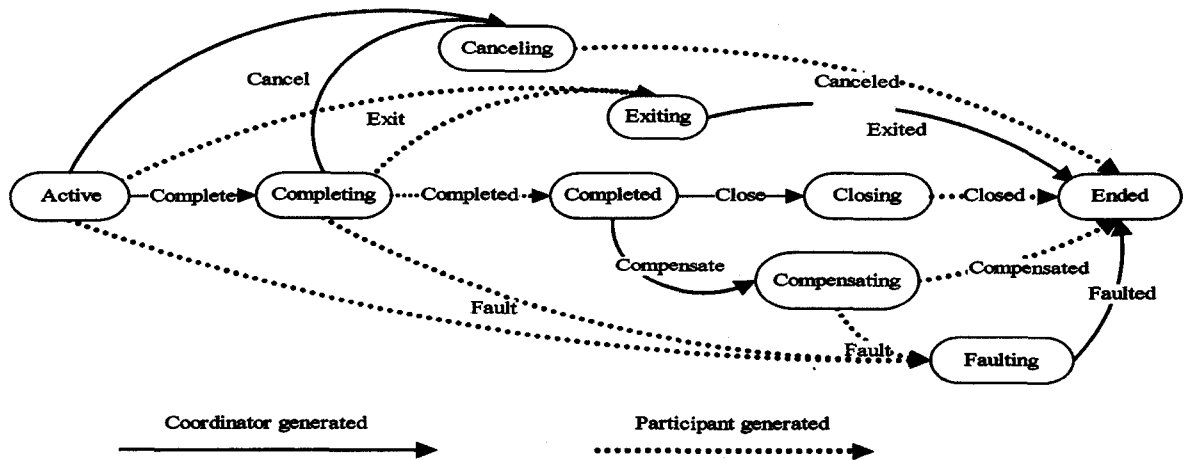 Canceling
Cancel
Canceled
Exit
Exiting
Exited
Active
Complete
Completing
Completed
Completed
Close
Closing
Closed
Ended
Compensate
Compensating
Compensated
Fault
Fault
Faulted
Faulting
Coordinator generated
Participant generated